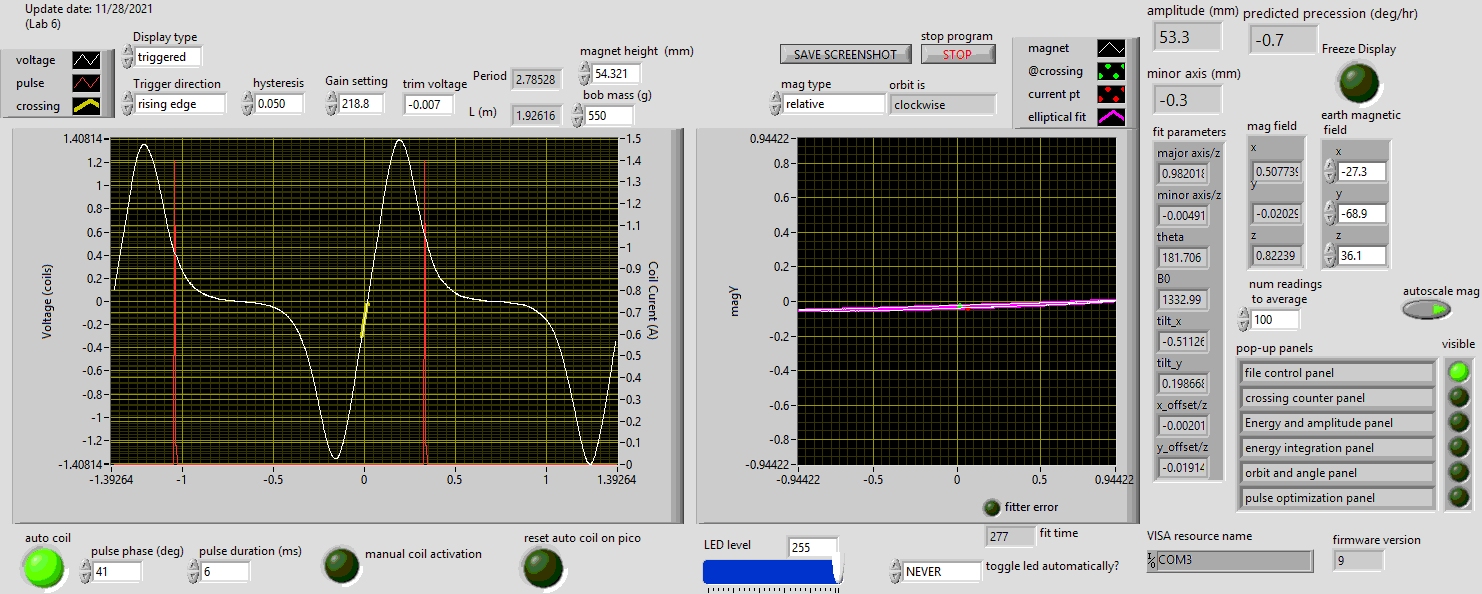 Update date: 11/28/2021
(Lab 6)
voltage
pulse
crossing
Display type
triggered
Trigger direction
rising edge
hysteresis
0.050
Gain setting
218.8
trim voltage
-0.007
Period
2.78528
L (m)
1.92616
magnet height (mm)
54.321
bob mass (g)
550
SAVE SCREENSHOT
stop program
STOP
mag type
relative
orbit is
clockwise
magnet
@crossing
current pt
elliptical fit
amplitude (mm)
53.3
predicted precession (deg/hr)
-0.7
minor axis (mm)
-0.3
Freeze Display
fit parameters
major axis/z
0.982018
minor axis/z
-0.00491
theta
181.706
B0
1332.99
tilt_x
-0.51126
tilt_y
0.198668
x_offset/z
-0.00201
y_offset/z
-0.01914
mag field
x
0.507739
y
-0.02029
z
0.82239
earth magnetic
field
x
-27.3
y
-68.9
z
36.1
num readings
to average
100
autoscale mag
pop-up panels
visible
file control panel
crossing counter panel
Energy and amplitude panel
energy integration panel
orbit and angle panel
pulse optimization panel
Voltage (coils)
1.40814
1.2
1
0.8
0.6
0.4
0.2
0
-0.2
-0.4
-0.6
-0.8
-1
-1.2
-1.40814
-1.39264
-1
-0.5
0
0.5
1
1.39264
1.5
1.4
1.3
1.2
1.1
1
0.9
0.8
0.7
0.6
0.5
0.4
0.3
0.2
0.1
0
Coil Curent (A)
magy
0.94422
0.8
0.6
0.4
0.2
0
-0.2
-0.4
-0.6
-0.8
-0.94422
-0.94422
-0.5
0
0.5
0.94422
fitter error
auto coil
pulse phase (deg)
41
pulse duration (ms)
6
manual coil activation
reset auto coil on pico
LED level
255
277
fit time
NEVER
toggle led automatically?
VISA resource name
COM3
firmware version
9